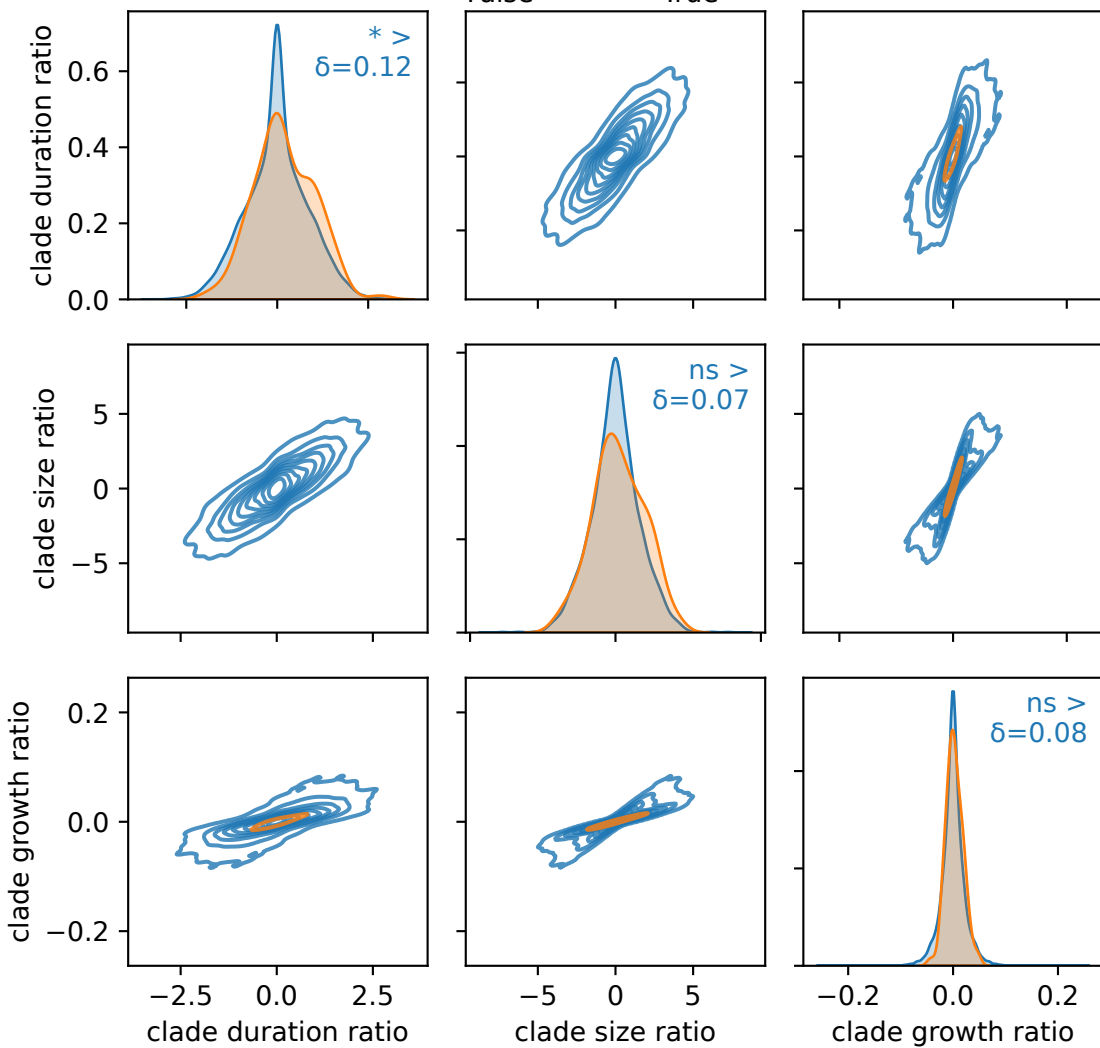 clade duration ratio
0.6
0.4
0.2
0.0
* >
δ=0.12
clade size ratio
5
0
−5
ns >
δ=0.07
clade growth ratio
0.2
0.0
−0.2
ns >
δ=0.08
−2.5 0.0 2.5
−5 0 5
−0.2 0.0 0.2
clade duration ratio
clade size ratio
clade growth ratio